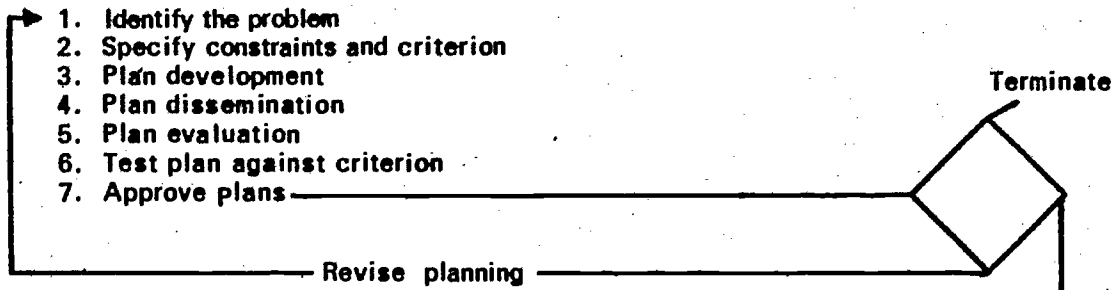 1. Identify the problem
2. Specify constraints and criterion
3. Plan development
Terminate
4. Plan dissemination
5. Plan evaluation
6. Test plan against criterion
7. Approve plans
Revise planning